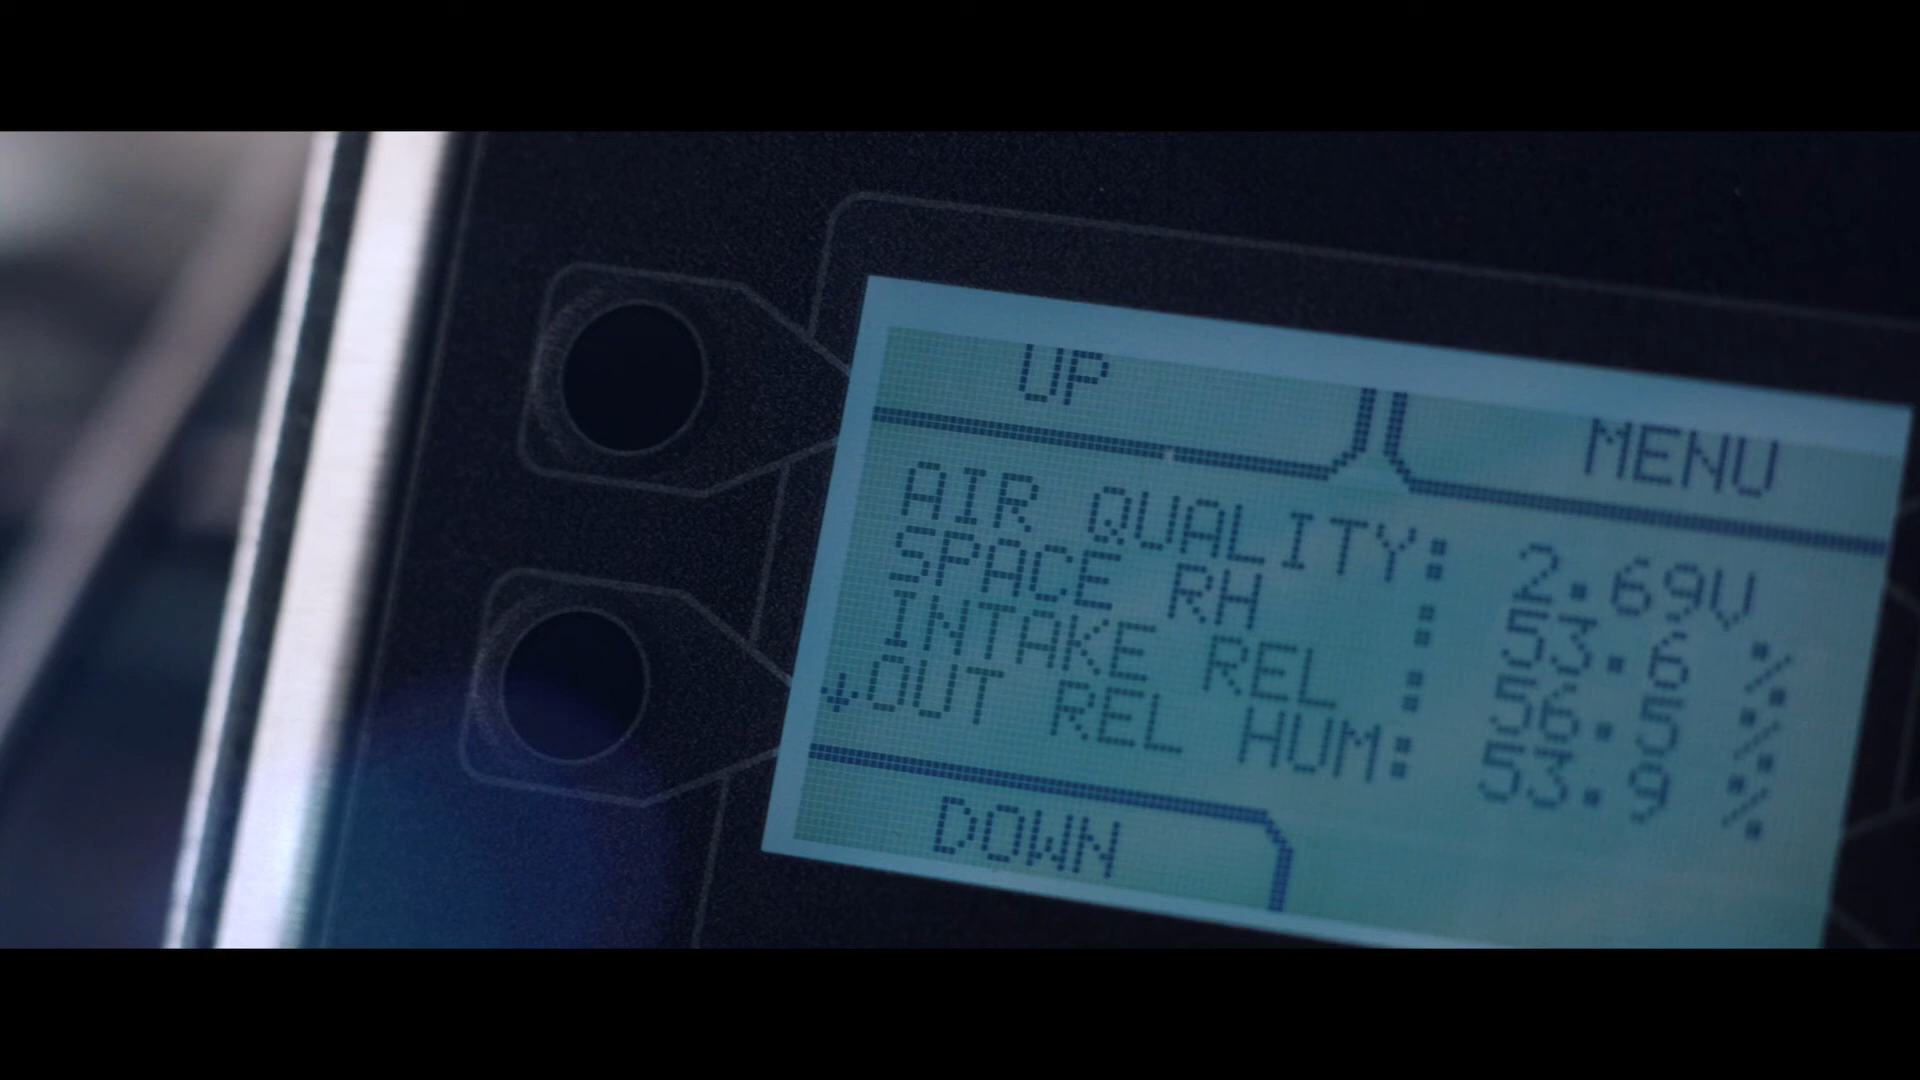 UP MENU
AIR QUALITY: 2.69V
SPACE RH : 53.6 %
INTAKE REL : 56.5 %
↓OUT REL HUM: 53.9 %
DOWN